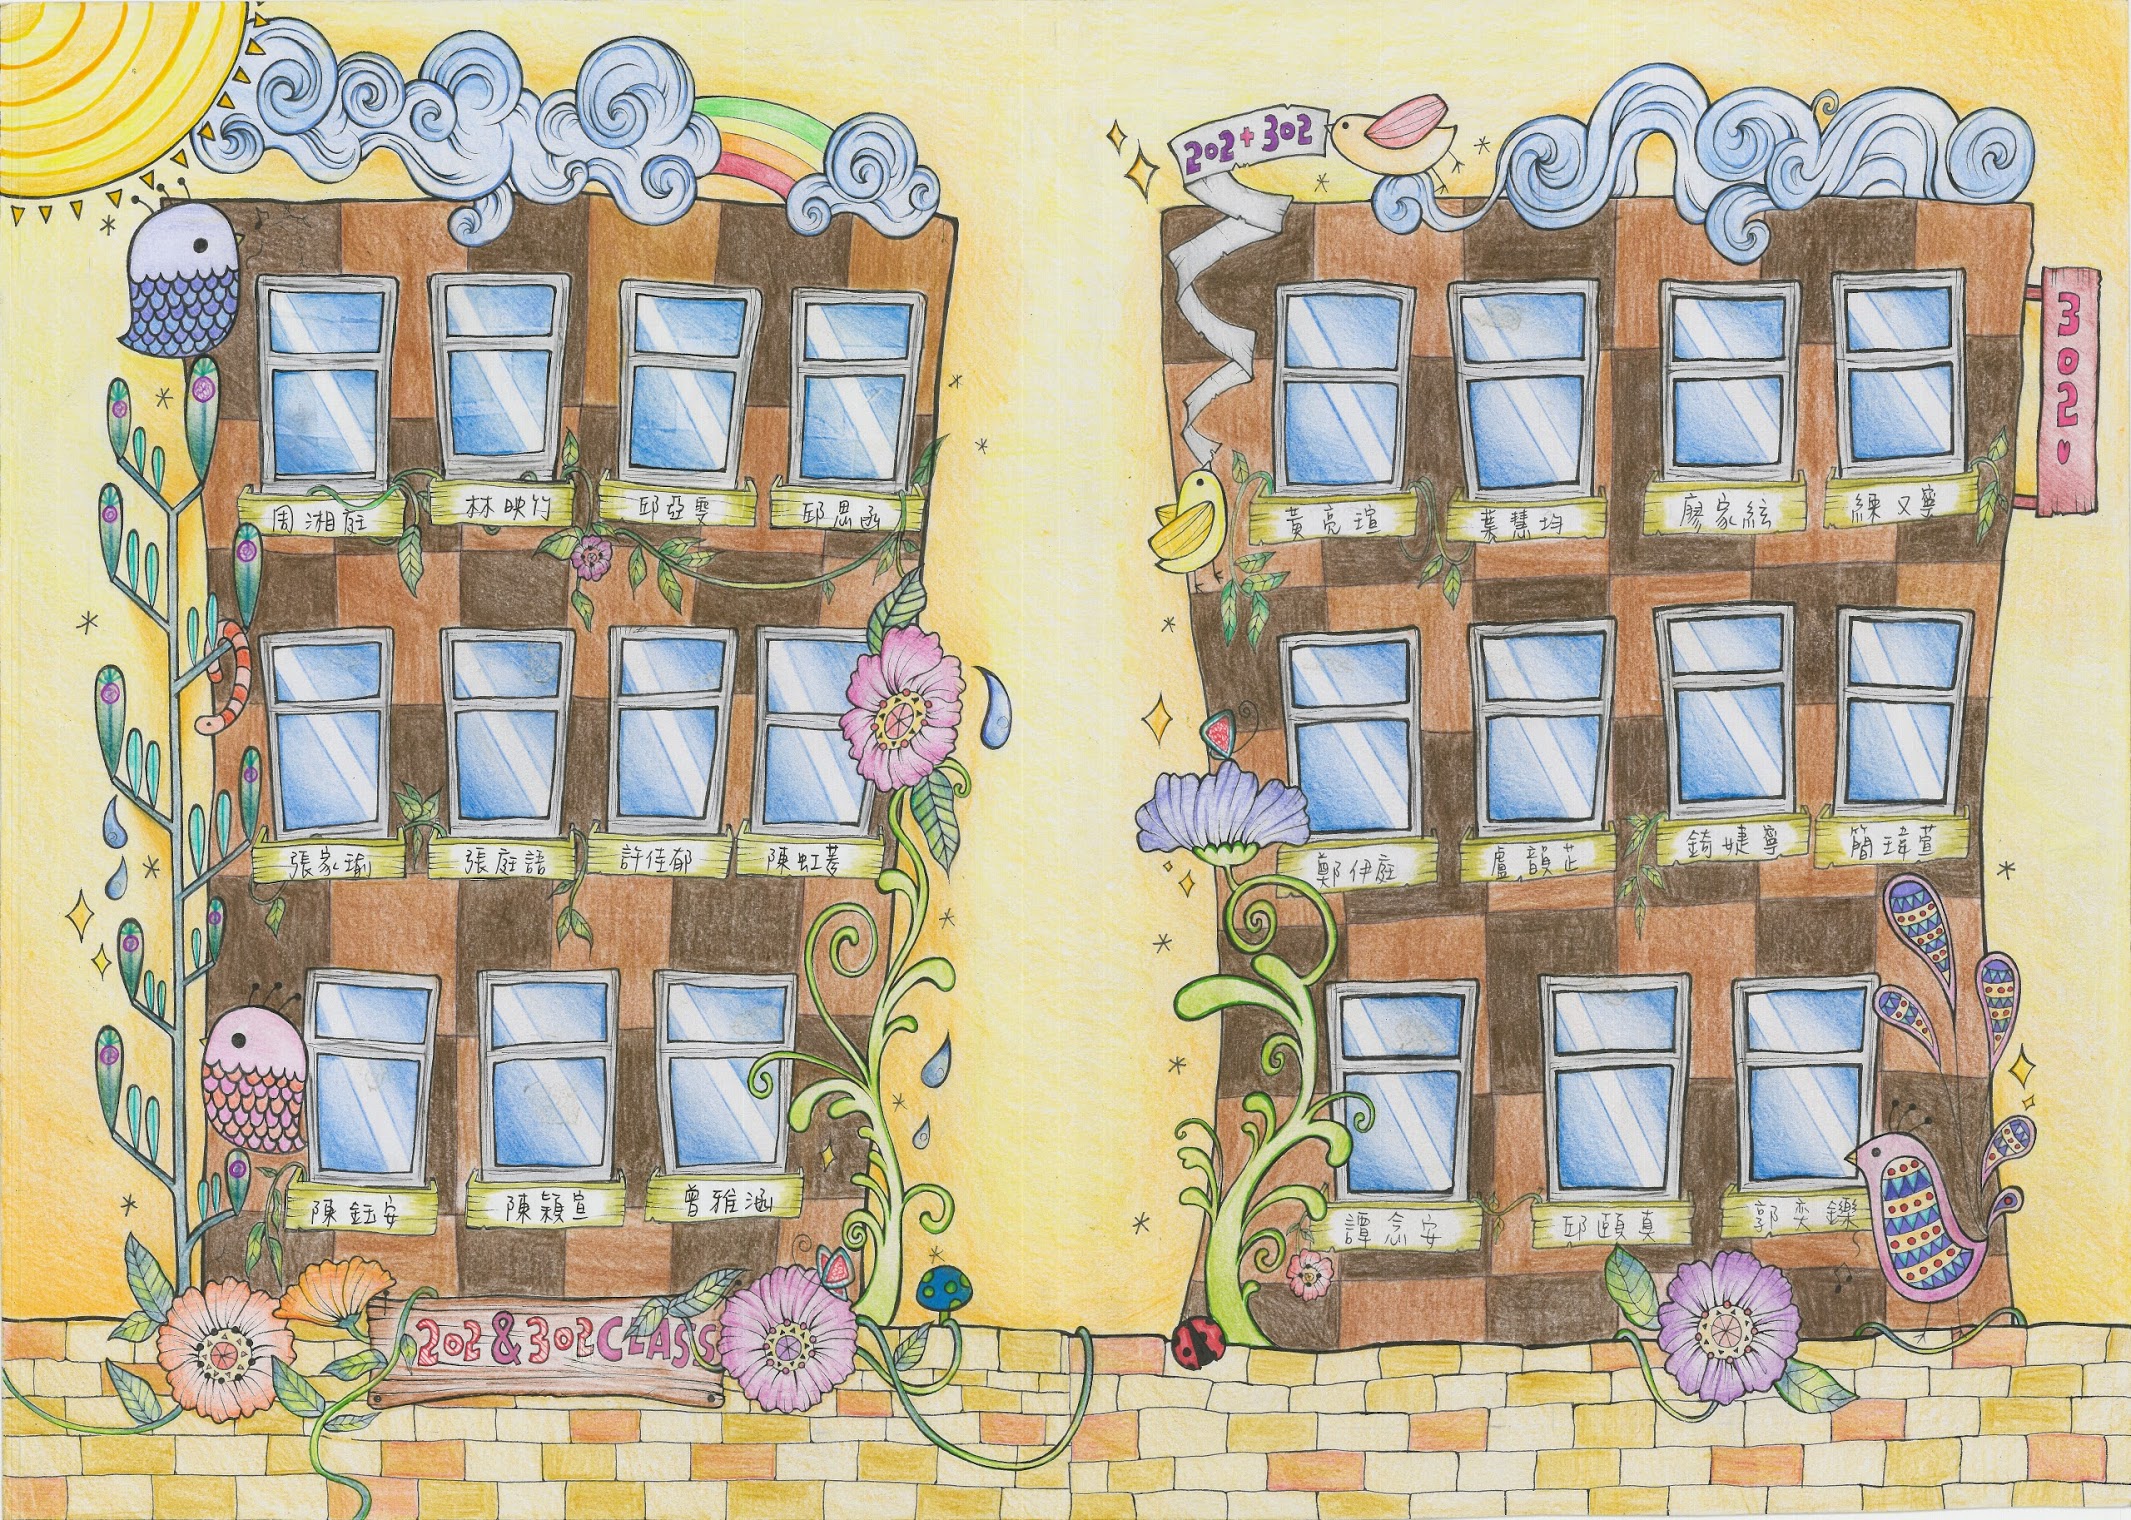 202+302
302
周湘庭
林映竹
邱亞雯
邱思函
黃亮瑄
葉慧均
廖家絃
練又寧
張家瑜
張庭語
許佳郁
陳虹蓁
鄭伊庭
盧韻芷
錡婕寧
簡瑋萱
陳鈺安
陳穎宣
曾雅涵
譚念安
邱頤真
郭奕鑠
202&302CLASS